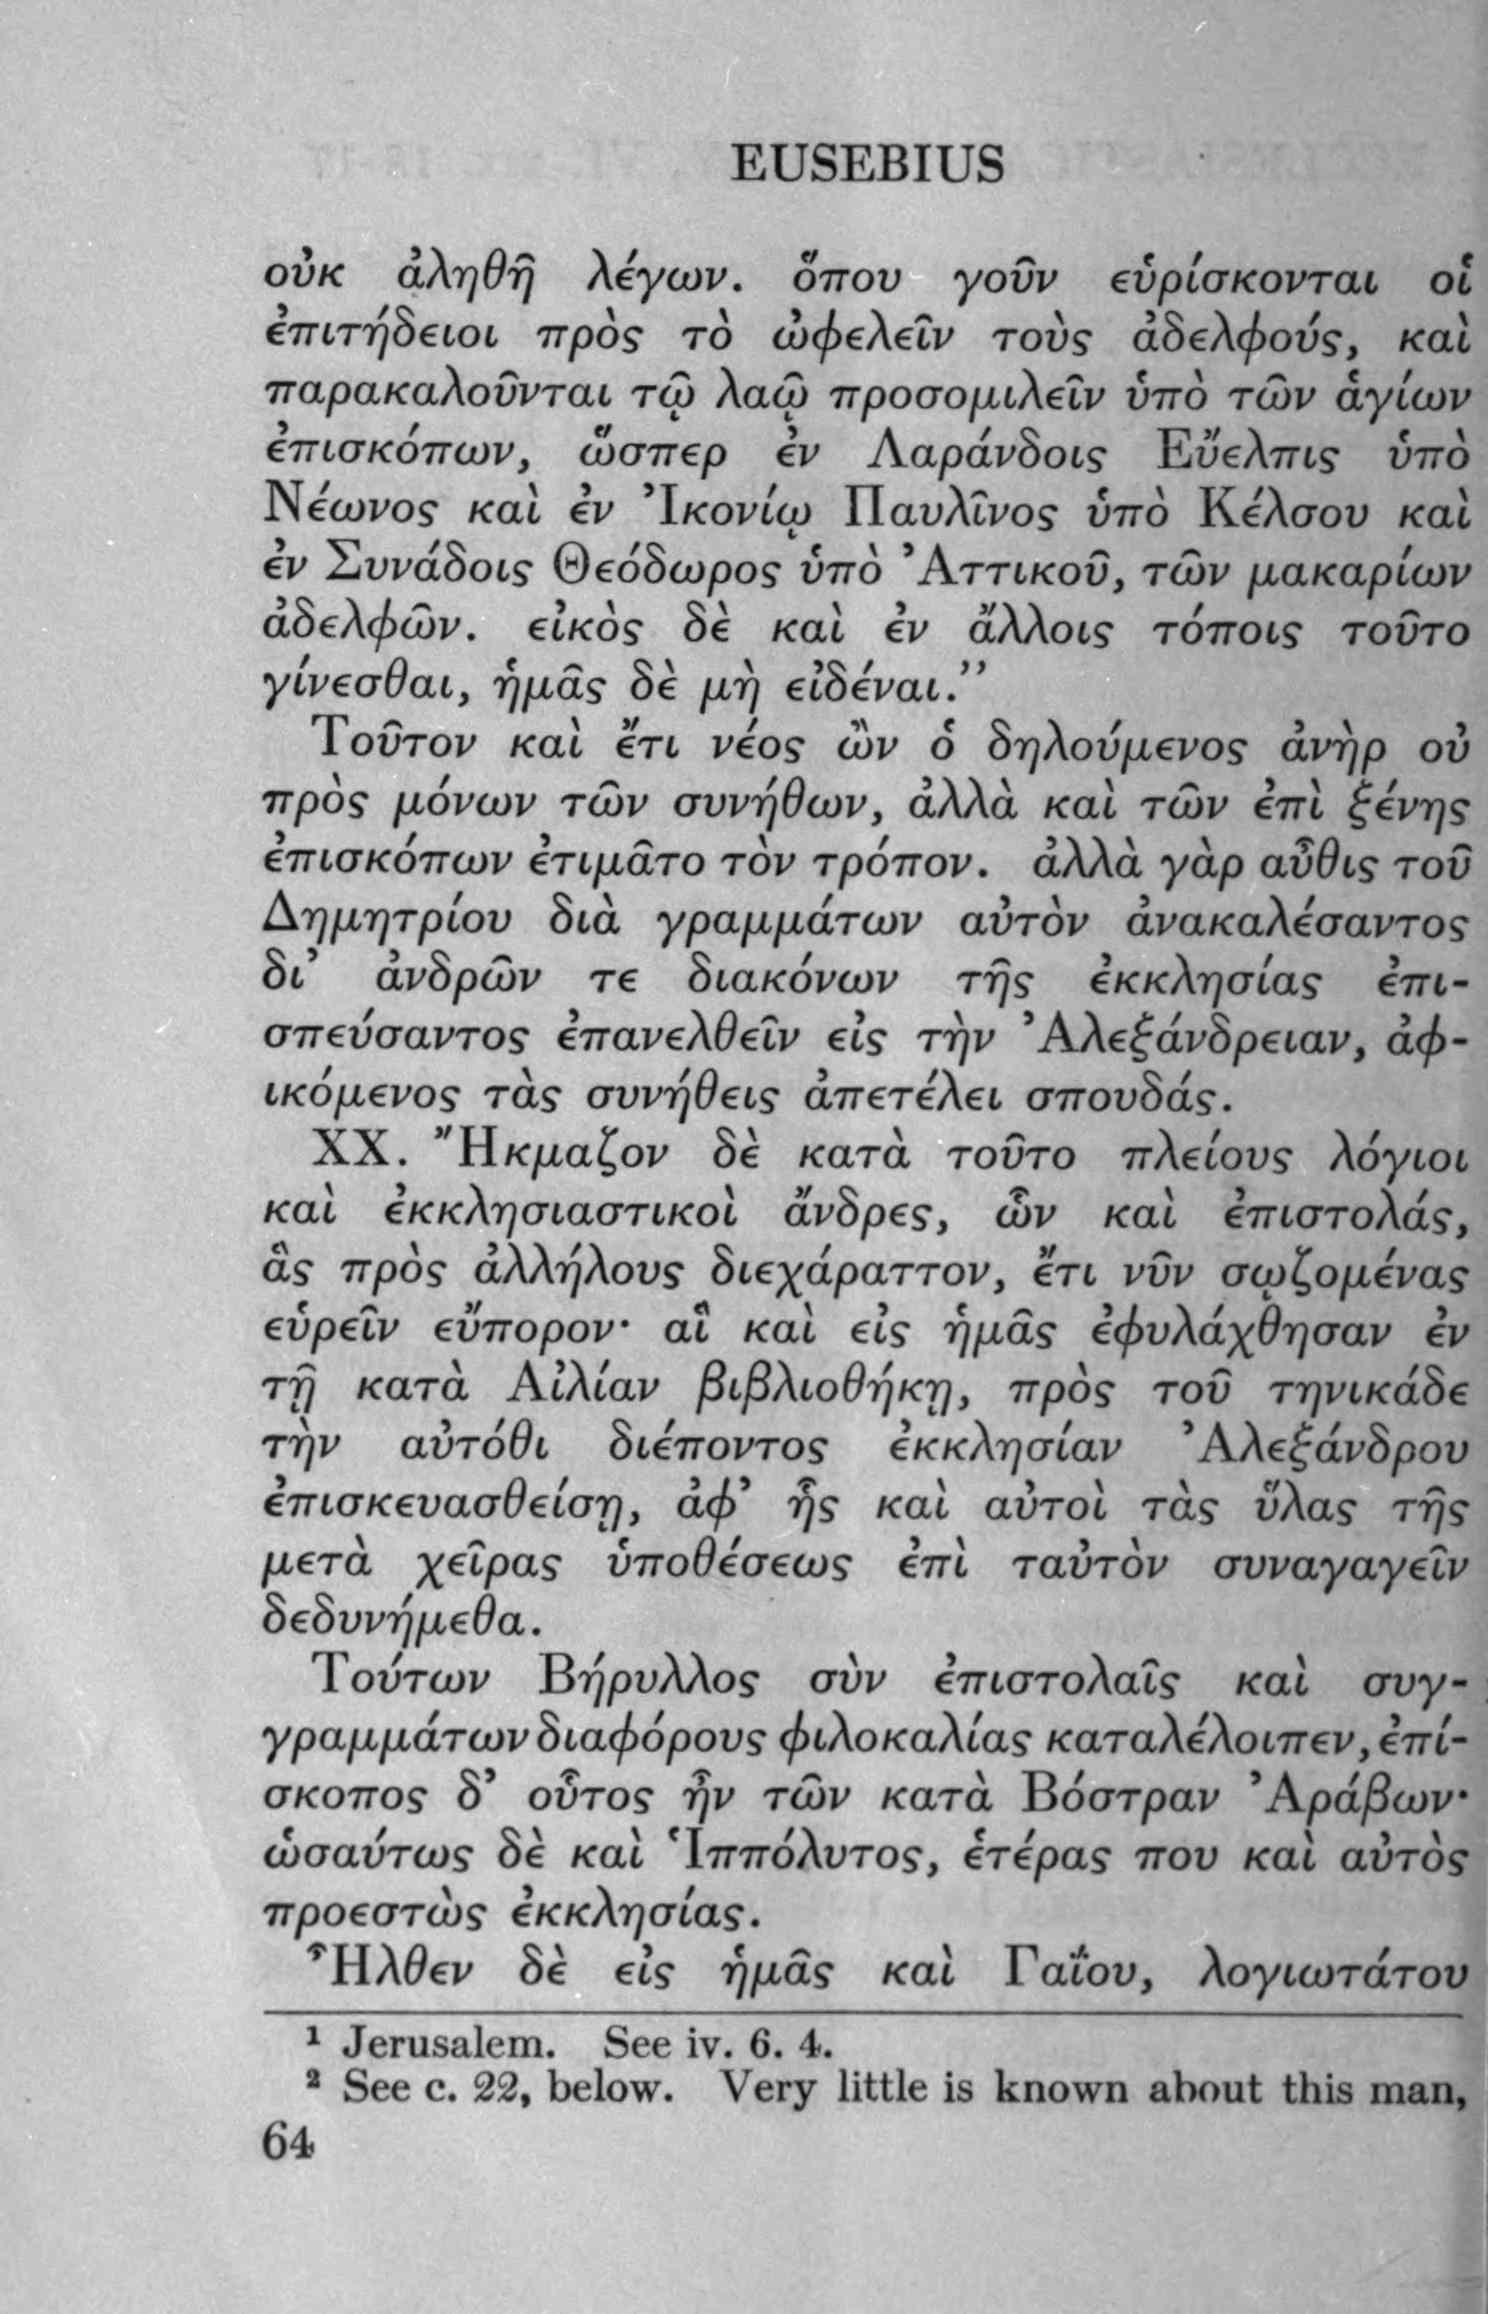 EUSEBIUS
οὐκ ἀληθῆ λέγων. ὅπου γοῦν εὑρίσκονται οἱ
ἐπιτήδειοι πρὸς τὸ ὠφελεῖν τοὺς ἀδελφούς, καὶ
παρακαλοῦνται τῷ λαῷ προσομιλεῖν ὑπὸ τῶν ἁγίων
ἐπισκόπων, ὥσπερ ἐν Λαράνδοις Εὔελπις ὑπὸ
Νέωνος καὶ ἐν Ἰκονίῳ Παυλῖνος ὑπὸ Κέλσου καὶ
ἐν Συνάδοις Θεόδωρος ὑπὸ Ἀττικοῦ, τῶν μακαρίων
ἀδελφῶν. εἰκὸς δὲ καὶ ἐν ἄλλοις τόποις τοῦτο
γίνεσθαι, ἡμᾶς δὲ μὴ εἰδέναι.”
Τοῦτον καὶ ἔτι νέος ὢν ὁ δηλούμενος ἀνὴρ οὐ
πρὸς μόνων τῶν συνήθων, ἀλλὰ καὶ τῶν ἐπὶ ξένης
ἐπισκόπων ἐτιμᾶτο τὸν τρόπον. ἀλλὰ γὰρ αὖθις τοῦ
Δημητρίου διὰ γραμμάτων αὐτὸν ἀνακαλέσαντος
δι’ ἀνδρῶν τε διακόνων τῆς ἐκκλησίας ἐπι-
σπεύσαντος ἐπανελθεῖν εἰς τὴν Ἀλεξάνδρειαν, ἀφ-
ικόμενος τὰς συνήθεις ἀπετέλει σπουδάς.
XX. Ἤκμαζον δὲ κατὰ τοῦτο πλείους λόγιοι
καὶ ἐκκλησιαστικοὶ ἄνδρες, ὧν καὶ ἐπιστολάς,
ἃς πρὸς ἀλλήλους διεχάραττον, ἔτι νῦν σῳζομένας
εὑρεῖν εὔπορον· αἳ καὶ εἰς ἡμᾶς ἐφυλάχθησαν ἐν
τῇ κατὰ Αἰλίαν βιβλιοθήκῃ, πρὸς τοῦ τηνικάδε
τὴν αὐτόθι διέποντος ἐκκλησίαν Ἀλεξάνδρου
ἐπισκευασθείσῃ, ἀφ’ ἧς καὶ αὐτοὶ τὰς ὕλας τῆς
μετὰ χεῖρας ὑποθέσεως ἐπὶ ταὐτὸν συναγαγεῖν
δεδυνήμεθα.
Τούτων Βήρυλλος σὺν ἐπιστολαῖς καὶ συγ-
γραμμάτων διαφόρους φιλοκαλίας καταλέλοιπεν, ἐπί-
σκοπος δ’ οὗτος ἦν τῶν κατὰ Βόστραν Ἀράβων·
ὡσαύτως δὲ καὶ Ἱππόλυτος, ἑτέρας που καὶ αὐτὸς
προεστὼς ἐκκλησίας.
Ἦλθεν δὲ εἰς ἡμᾶς καὶ Γαΐου, λογιωτάτου
¹ Jerusalem. See iv. 6. 4.
² See c. 22, below. Very little is known about this man,
64